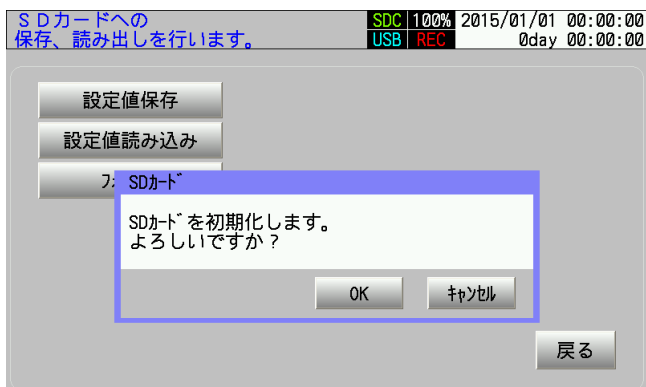 ＳＤカードへの
保存、読み出しを行います。
SDC 100% 2015/01/01 00:00:00
USB REC 0day 00:00:00
設定値保存
設定値読み込み
SDｶｰﾄﾞ
SDｶｰﾄﾞを初期化します。
よろしいですか？
OK ｷｬﾝｾﾙ
戻る